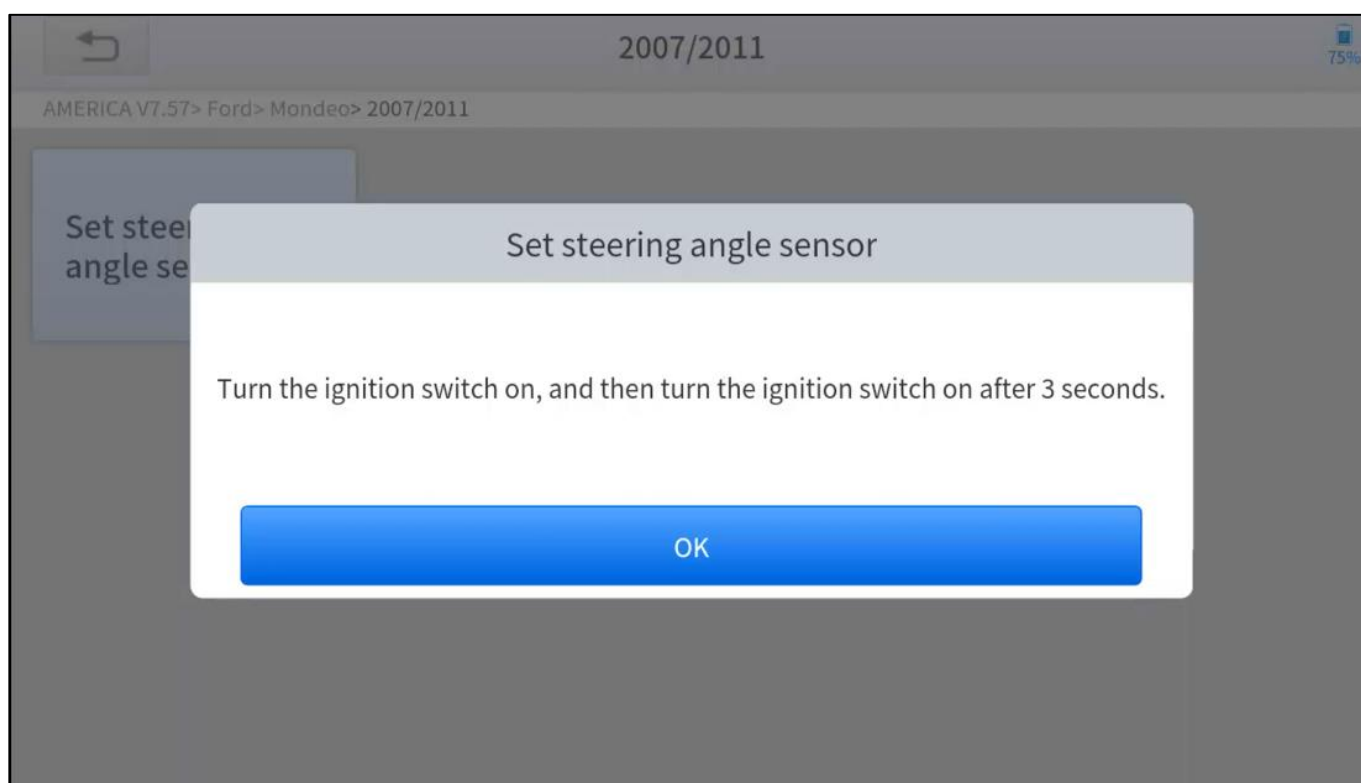 2007/2011
75%
AMERICA V7.57> Ford> Mondeo> 2007/2011
Set steer
angle se
Set steering angle sensor
Turn the ignition switch on, and then turn the ignition switch on after 3 seconds.
OK